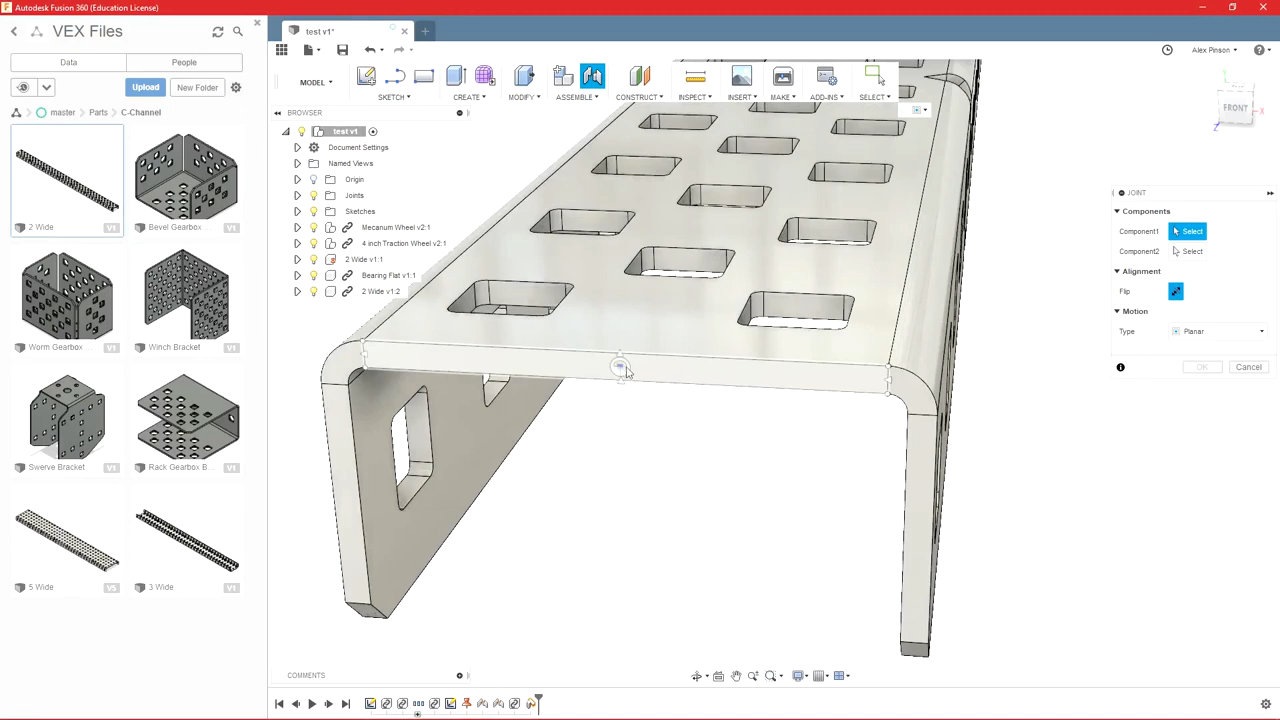 Autodesk Fusion 360 (Education License)
VEX Files
Data
People
Upload
New Folder
master
Parts
C-Channel
2 Wide
V1
Bevel Gearbox...
V1
Worm Gearbox ...
V1
Winch Bracket
V1
Swerve Bracket
V1
Rack Gearbox B...
V1
5 Wide
V5
3 Wide
V1
test v1*
Alex Pinson
MODEL
SKETCH
CREATE
MODIFY
ASSEMBLE
CONSTRUCT
INSPECT
INSERT
MAKE
ADD-INS
SELECT
BROWSER
test v1
Document Settings
Named Views
Origin
Joints
Sketches
Mecanum Wheel v2:1
4 inch Traction Wheel v2:1
2 Wide v1:1
Bearing Flat v1:1
2 Wide v1:2
Y
FRONT
X
Z
JOINT
Components
Component1
Select
Component2
Select
Alignment
Flip
Motion
Type
Planar
OK
Cancel
COMMENTS